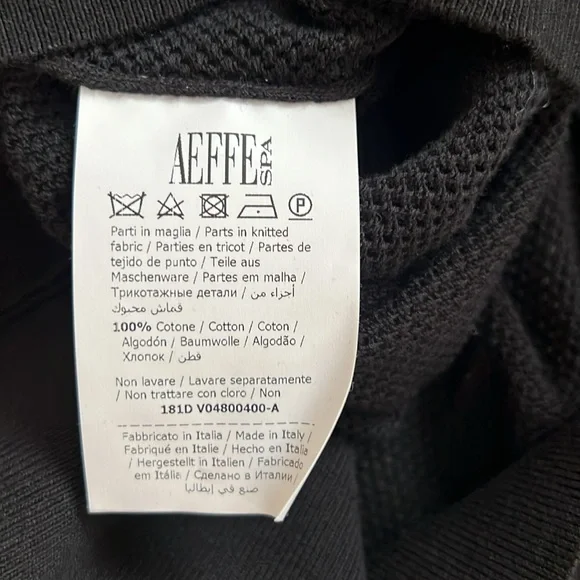 AEFFE SPA
P
Parti in maglia / Parts in knitted
fabric / Parties en tricot / Partes de
tejido de punto / Teile aus
Maschenware / Partes em malha /
Трикотажные детали / أجزاء من
قماش محبوك
100% Cotone / Cotton / Coton /
Algodón / Baumwolle / Algodão /
Хлопок / قطن
Non lavare / Lavare separatamente
/ Non trattare con cloro / Non
181D V04800400-A
Fabbricato in Italia / Made in Italy /
Fabriqué en Italie / Hecho en Italia
/ Hergestellt in Italien / Fabricado
em Itália / Сделано в Италии/
صنع في إيطاليا